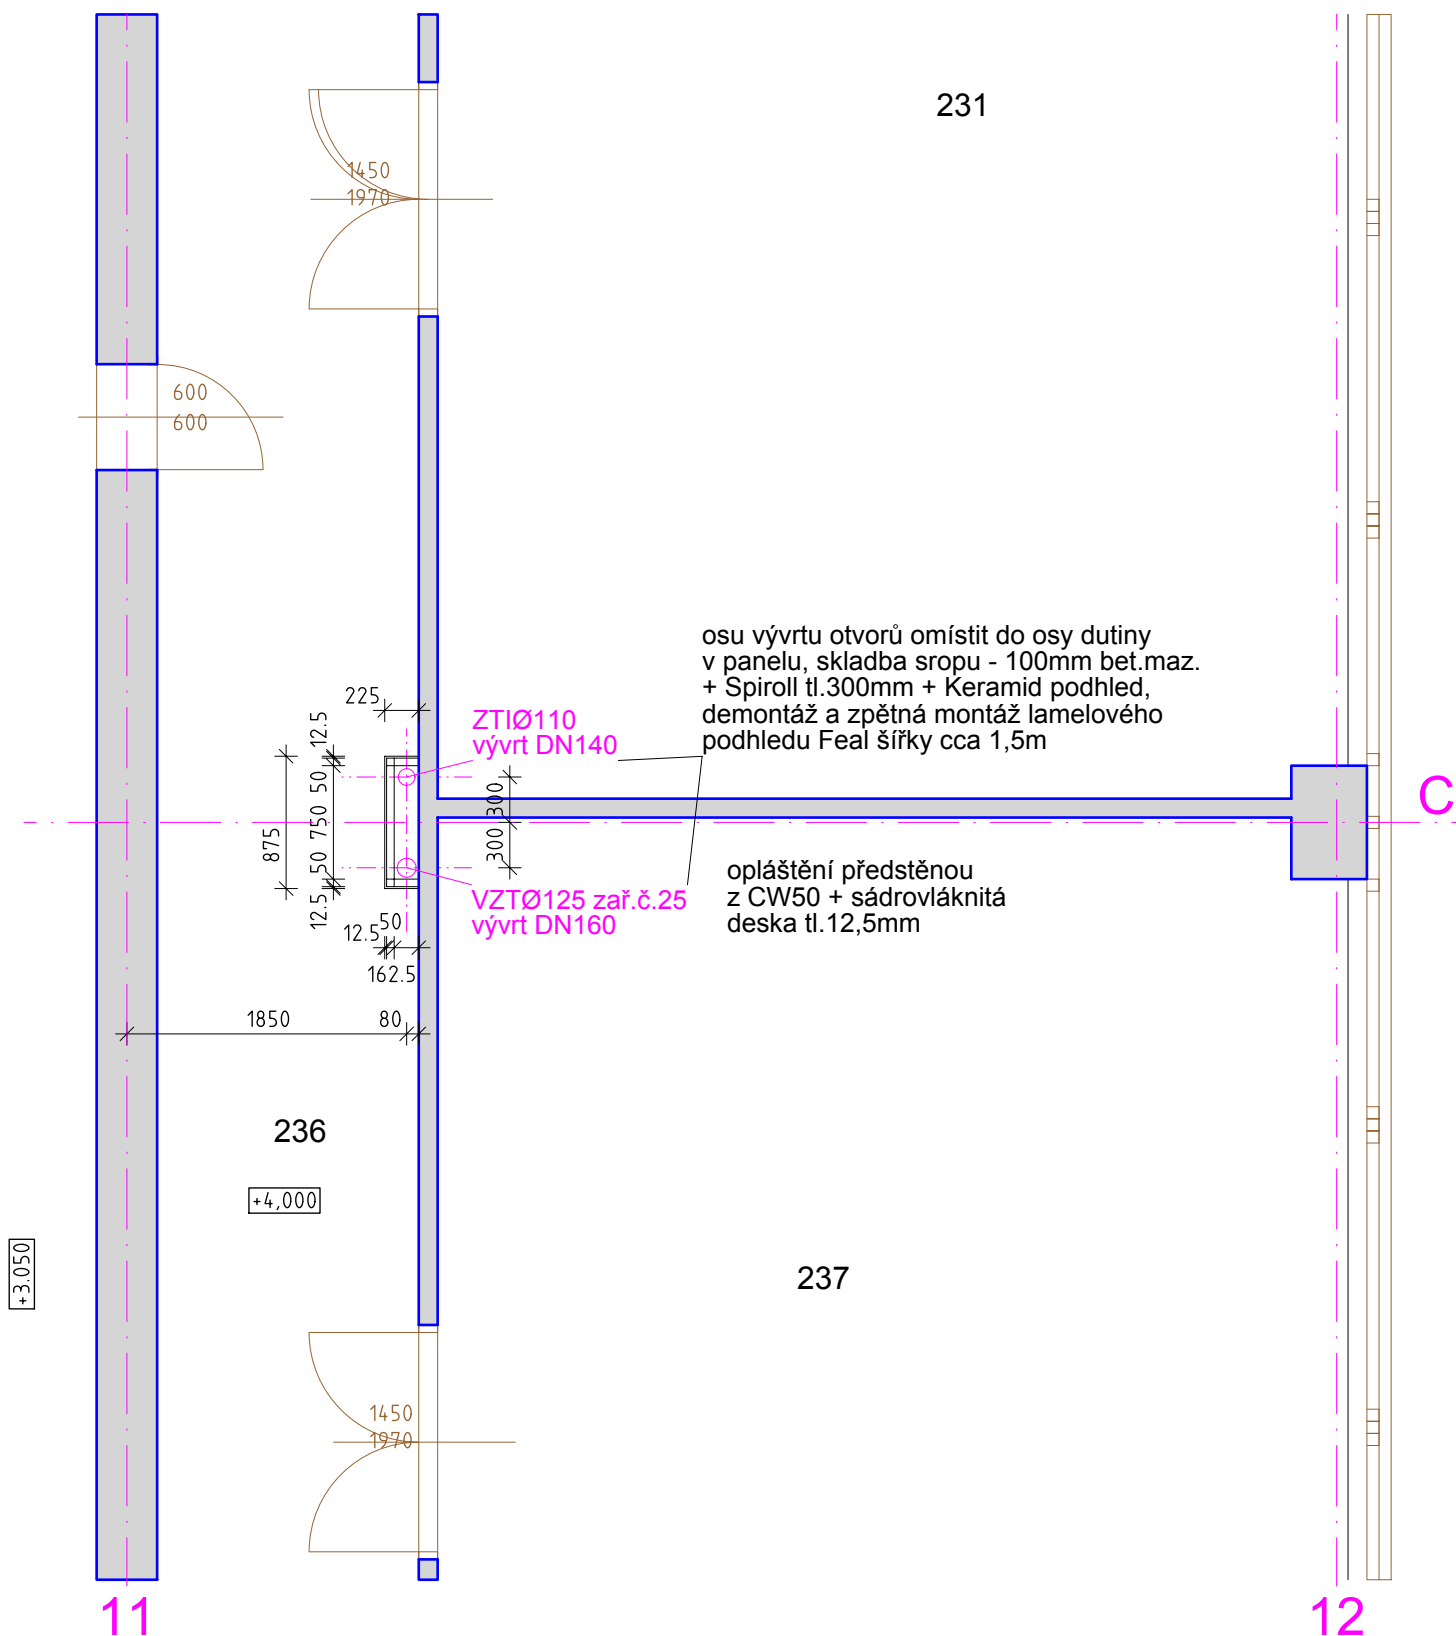 231
1450
1970
600
600
osu vývrtu otvorů omístit do osy dutiny
v panelu, skladba sropu - 100mm bet.maz.
+ Spiroll tl.300mm + Keramid podhled,
demontáž a zpětná montáž lamelového
podhledu Feal šířky cca 1,5m
225
ZTIØ110
vývrt DN140
12.5
50
750
50
12.5
875
300
300
C
opláštění předstěnou
z CW50 + sádrovláknitá
deska tl.12,5mm
VZTØ125 zař.č.25
vývrt DN160
50
12.5
162.5
1850
80
236
+4,000
+3.050
237
1450
1970
11
12